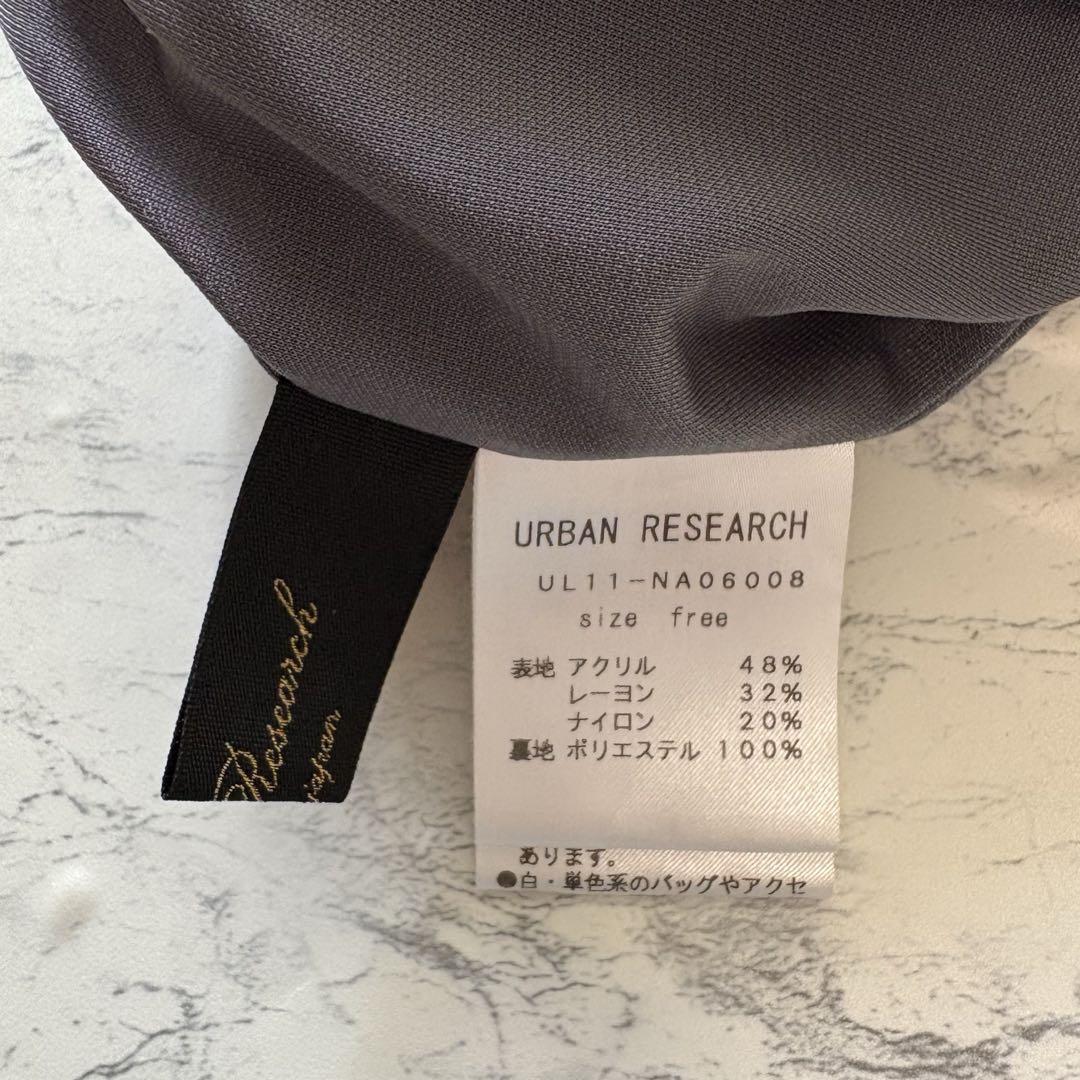 Research
japan
URBAN RESEARCH
UL11-NA06008
size free
表地 アクリル 48%
レーヨン 32%
ナイロン 20%
裏地 ポリエステル 100%
あります。
●白・単色系のバッグやアクセ